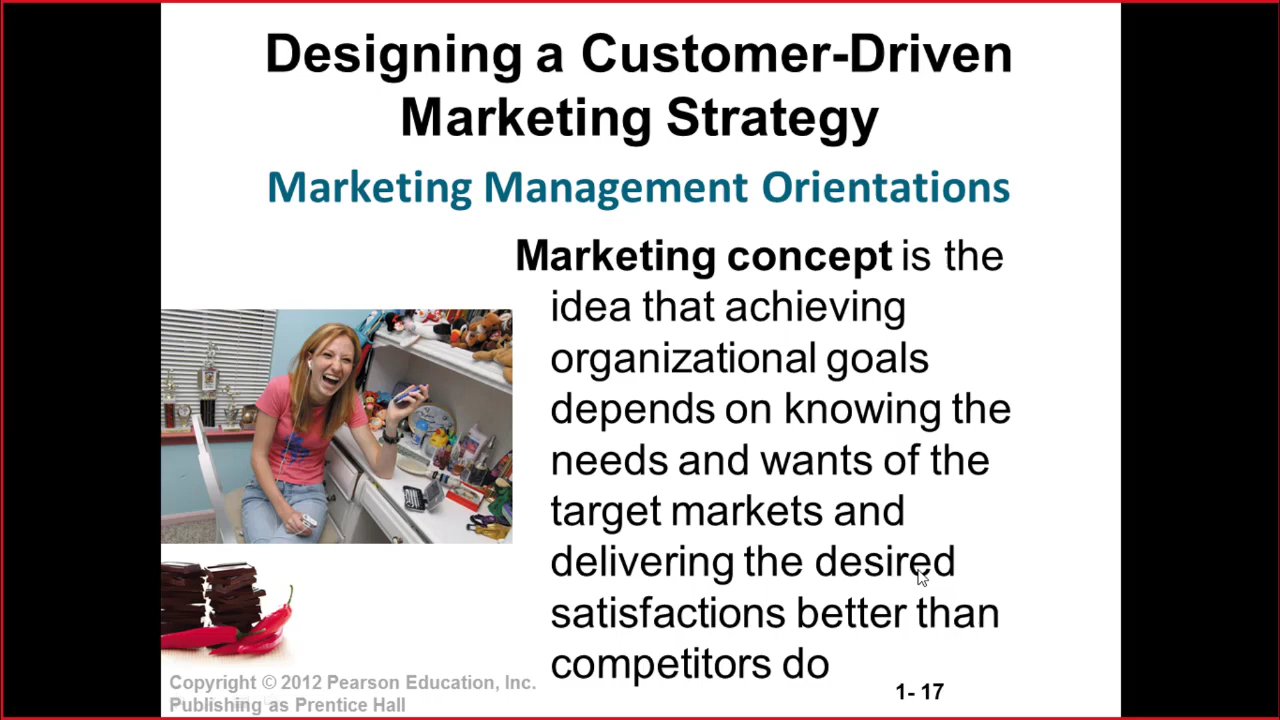 Designing a Customer-Driven
Marketing Strategy
Marketing Management Orientations
Marketing concept is the
idea that achieving
organizational goals
depends on knowing the
needs and wants of the
target markets and
delivering the desired
satisfactions better than
competitors do
Copyright © 2012 Pearson Education, Inc.
Publishing as Prentice Hall
1- 17